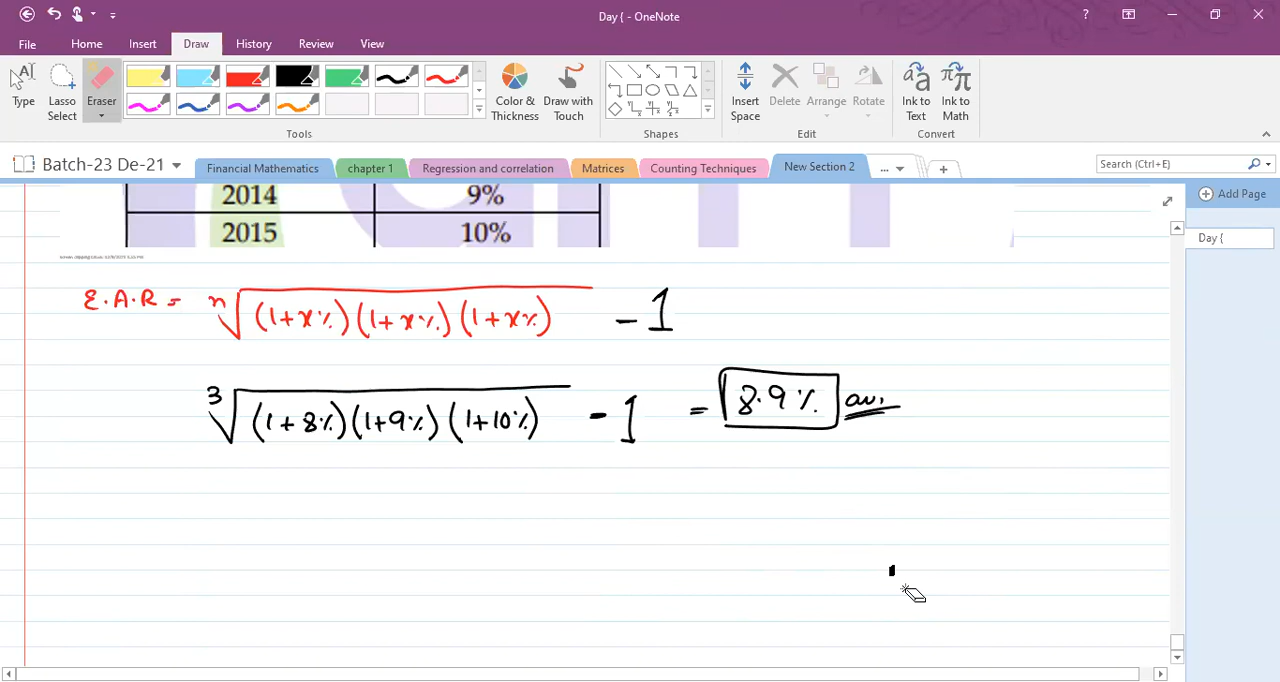 Day { - OneNote
?
File Home Insert Draw History Review View
Type Lasso Select Eraser Color & Thickness Draw with Touch Insert Space Delete Arrange Rotate Ink to Text Ink to Math
Tools Shapes Edit Convert
Batch-23 De-21 Financial Mathematics chapter 1 Regression and correlation Matrices Counting Techniques New Section 2 ... Search (Ctrl+E)
Add Page
Day {
2014 9%
2015 10%
E.A.R = ⁿ√(1+x%)(1+x%)(1+x%) - 1
³√(1+8%)(1+9%)(1+10%) - 1 = 8.9% av.